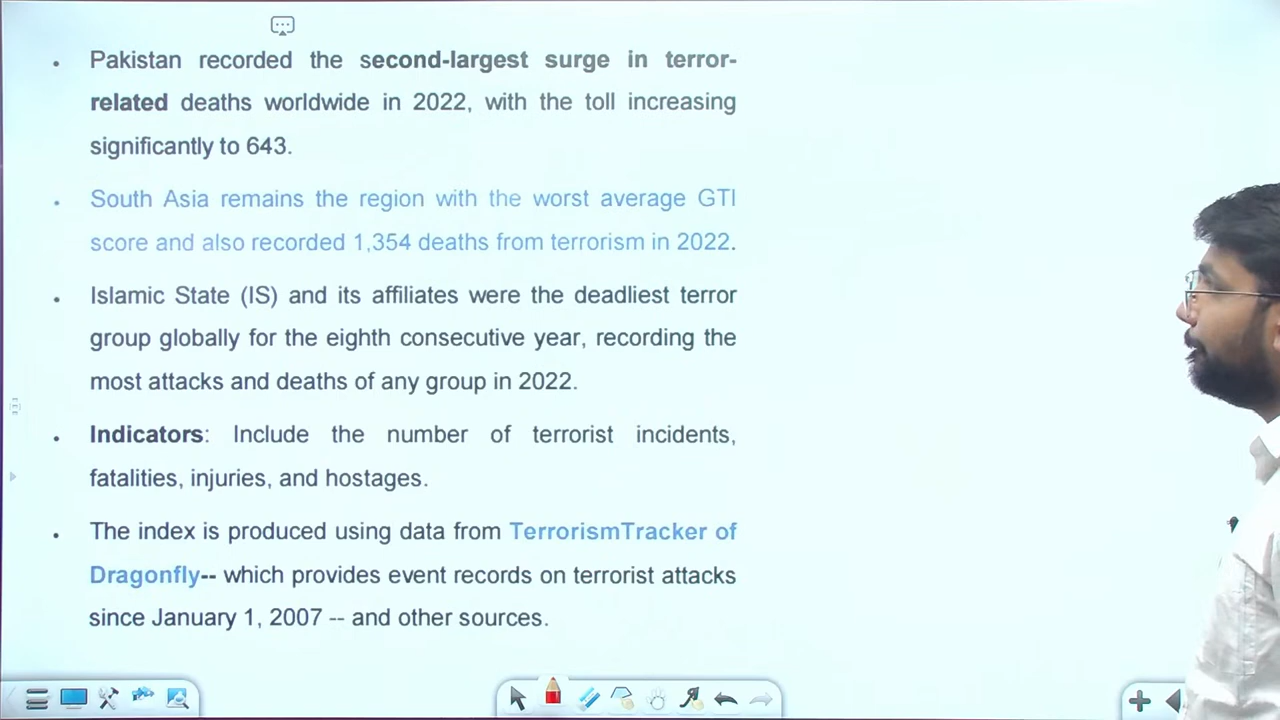 Pakistan recorded the second-largest surge in terror-
related deaths worldwide in 2022, with the toll increasing
significantly to 643.
South Asia remains the region with the worst average GTI
score and also recorded 1,354 deaths from terrorism in 2022.
Islamic State (IS) and its affiliates were the deadliest terror
group globally for the eighth consecutive year, recording the
most attacks and deaths of any group in 2022.
Indicators: Include the number of terrorist incidents,
fatalities, injuries, and hostages.
The index is produced using data from TerrorismTracker of
Dragonfly-- which provides event records on terrorist attacks
since January 1, 2007 -- and other sources.